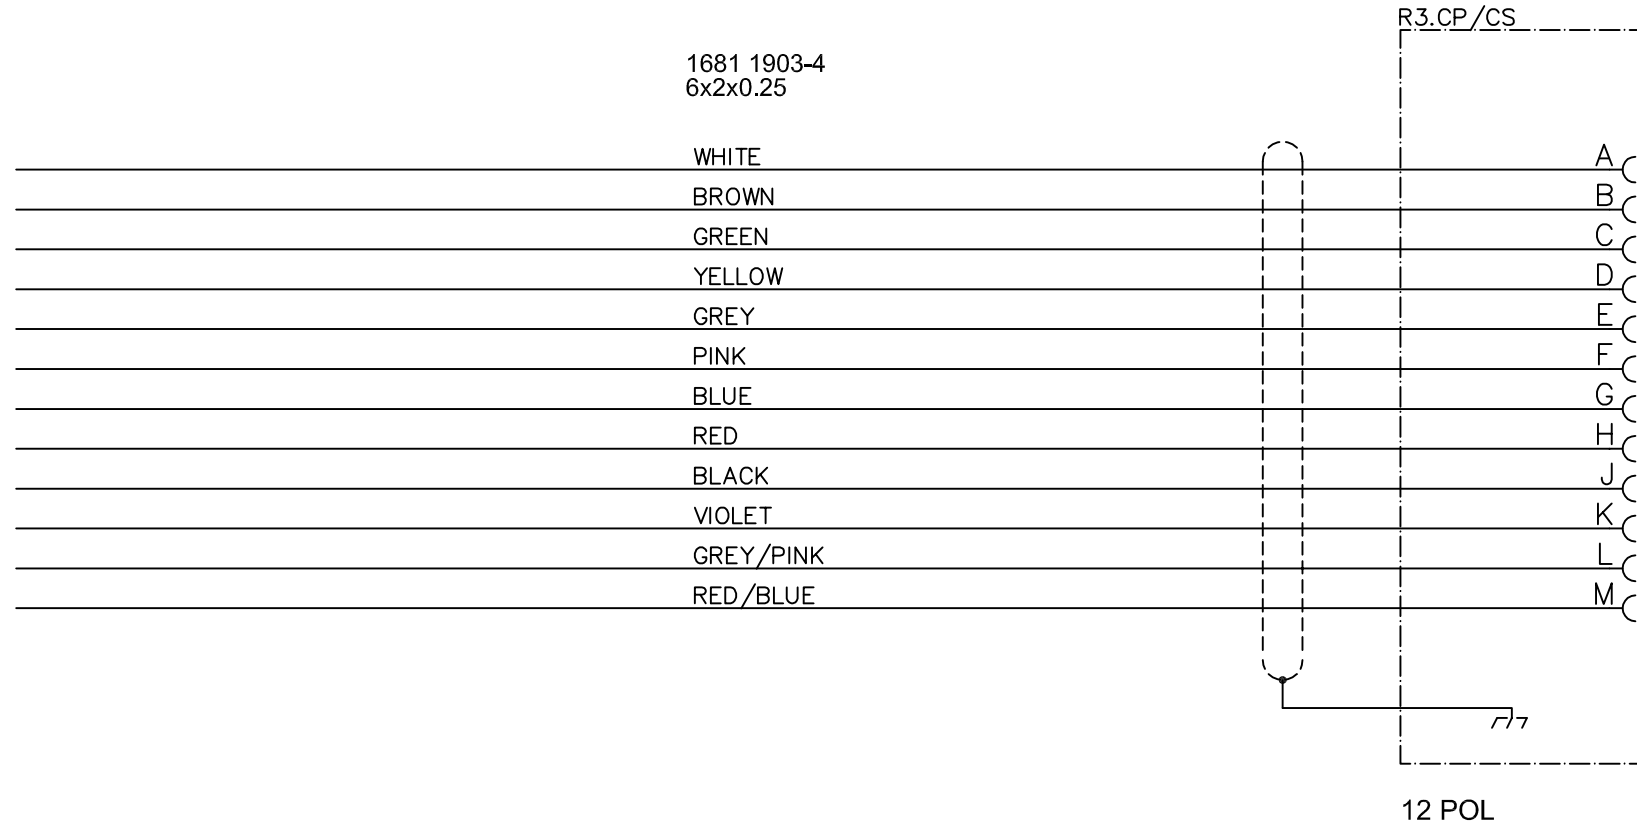 R3.CP/CS
1681 1903-4
6x2x0.25
WHITE A
BROWN B
GREEN C
YELLOW D
GREY E
PINK F
BLUE G
RED H
BLACK J
VIOLET K
GREY/PINK L
RED/BLUE M
12 POL